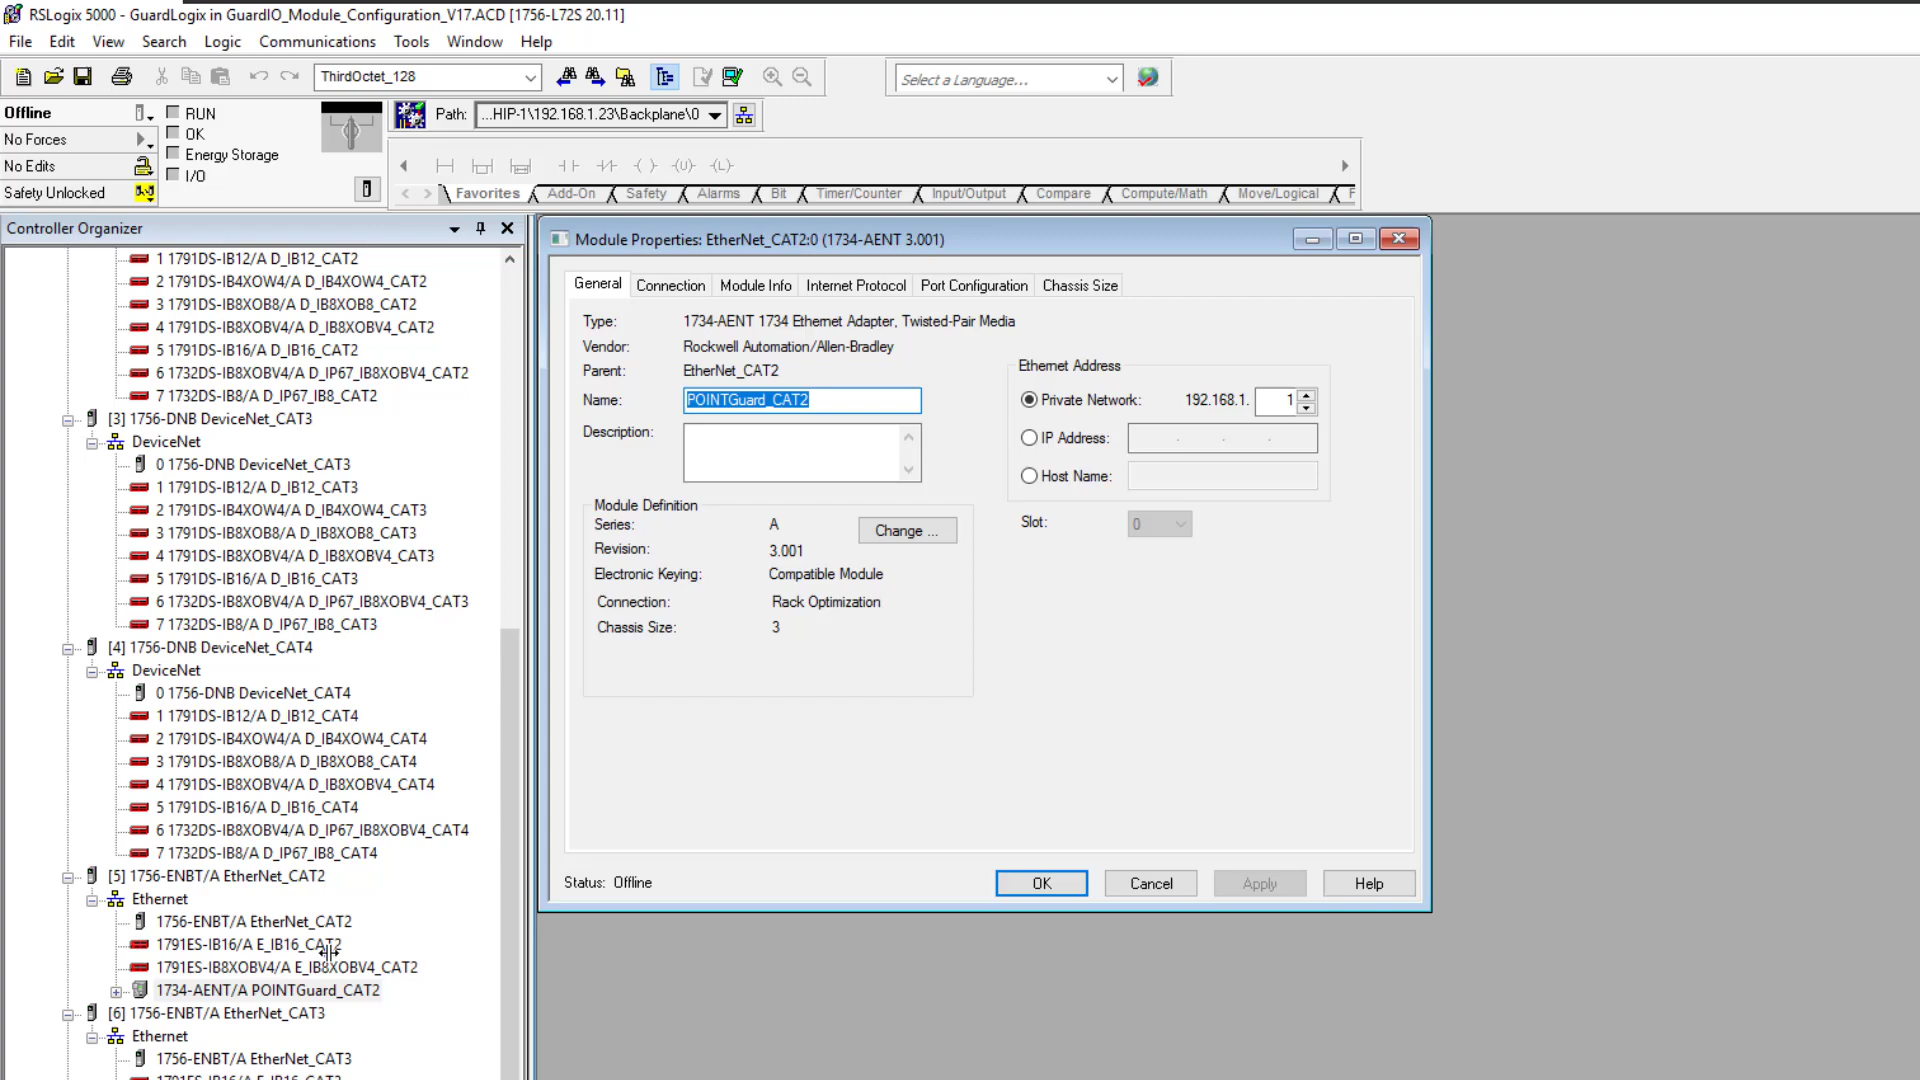 RSLogix 5000 - GuardLogix in GuardIO_Module_Configuration_V17.ACD [1756-L72S 20.11]
File Edit View Search Logic Communications Tools Window Help
ThirdOctet_128
Select a Language...
Offline
No Forces
No Edits
Safety Unlocked
RUN
OK
Energy Storage
I/O
Path: ...HIP-1\192.168.1.23\Backplane\0
Favorites Add-On Safety Alarms Bit Timer/Counter Input/Output Compare Compute/Math Move/Logical F
Controller Organizer
1 1791DS-IB12/A D_IB12_CAT2
2 1791DS-IB4XOW4/A D_IB4XOW4_CAT2
3 1791DS-IB8XOB8/A D_IB8XOB8_CAT2
4 1791DS-IB8XOBV4/A D_IB8XOBV4_CAT2
5 1791DS-IB16/A D_IB16_CAT2
6 1732DS-IB8XOBV4/A D_IP67_IB8XOBV4_CAT2
7 1732DS-IB8/A D_IP67_IB8_CAT2
[3] 1756-DNB DeviceNet_CAT3
DeviceNet
0 1756-DNB DeviceNet_CAT3
1 1791DS-IB12/A D_IB12_CAT3
2 1791DS-IB4XOW4/A D_IB4XOW4_CAT3
3 1791DS-IB8XOB8/A D_IB8XOB8_CAT3
4 1791DS-IB8XOBV4/A D_IB8XOBV4_CAT3
5 1791DS-IB16/A D_IB16_CAT3
6 1732DS-IB8XOBV4/A D_IP67_IB8XOBV4_CAT3
7 1732DS-IB8/A D_IP67_IB8_CAT3
[4] 1756-DNB DeviceNet_CAT4
DeviceNet
0 1756-DNB DeviceNet_CAT4
1 1791DS-IB12/A D_IB12_CAT4
2 1791DS-IB4XOW4/A D_IB4XOW4_CAT4
3 1791DS-IB8XOB8/A D_IB8XOB8_CAT4
4 1791DS-IB8XOBV4/A D_IB8XOBV4_CAT4
5 1791DS-IB16/A D_IB16_CAT4
6 1732DS-IB8XOBV4/A D_IP67_IB8XOBV4_CAT4
7 1732DS-IB8/A D_IP67_IB8_CAT4
[5] 1756-ENBT/A EtherNet_CAT2
Ethernet
1756-ENBT/A EtherNet_CAT2
1791ES-IB16/A E_IB16_CAT2
1791ES-IB8XOBV4/A E_IB8XOBV4_CAT2
1734-AENT/A POINTGuard_CAT2
[6] 1756-ENBT/A EtherNet_CAT3
Ethernet
1756-ENBT/A EtherNet_CAT3
Module Properties: EtherNet_CAT2:0 (1734-AENT 3.001)
General Connection Module Info Internet Protocol Port Configuration Chassis Size
Type: 1734-AENT 1734 Ethernet Adapter, Twisted-Pair Media
Vendor: Rockwell Automation/Allen-Bradley
Parent: EtherNet_CAT2
Name: POINTGuard_CAT2
Description:
Module Definition
Series: A
Change ...
Revision: 3.001
Electronic Keying: Compatible Module
Connection: Rack Optimization
Chassis Size: 3
Ethernet Address
Private Network: 192.168.1. 1
IP Address: . . .
Host Name:
Slot: 0
Status: Offline
OK Cancel Apply Help